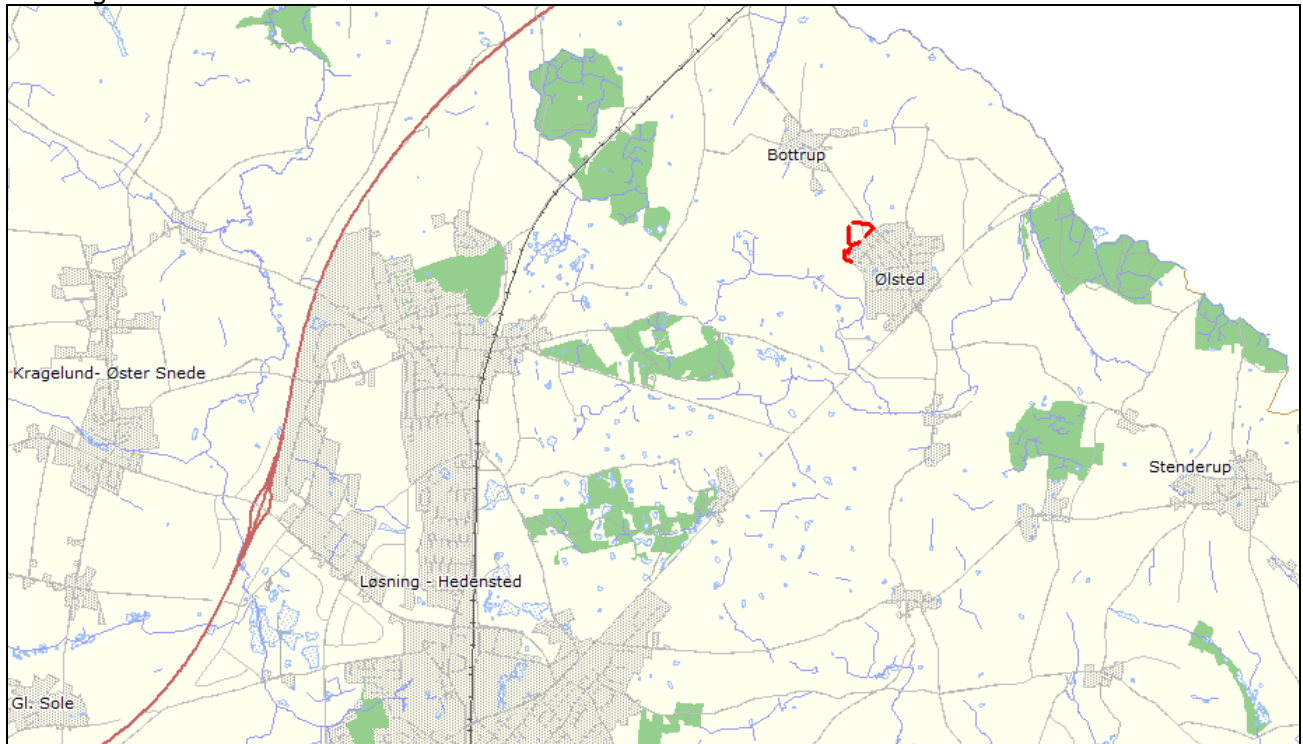 Bottrup
Ølsted
Kragelund- Øster Snede
Stenderup
Løsning - Hedensted
Gl. Sole